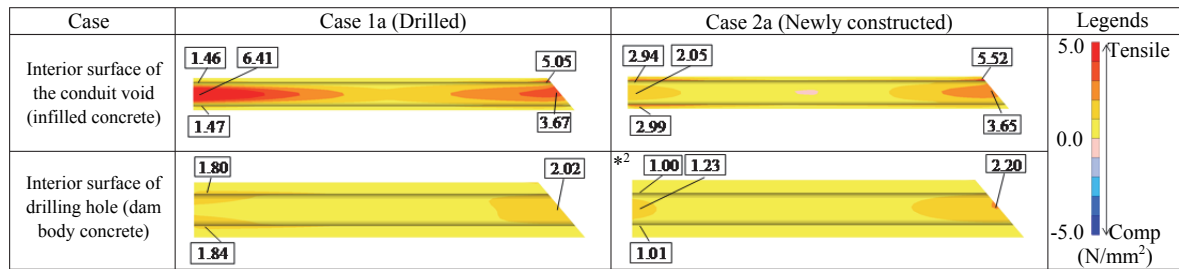 Case
Case 1a (Drilled)
Case 2a (Newly constructed)
Legends
Interior surface of
the conduit void
(infilled concrete)
1.46
6.41
5.05
1.47
3.67
2.94
2.05
5.52
2.99
3.65
5.0
Tensile
0.0
-5.0
Comp
(N/mm²)
Interior surface of
drilling hole (dam
body concrete)
1.80
2.02
1.84
*²
1.00
1.23
2.20
1.01